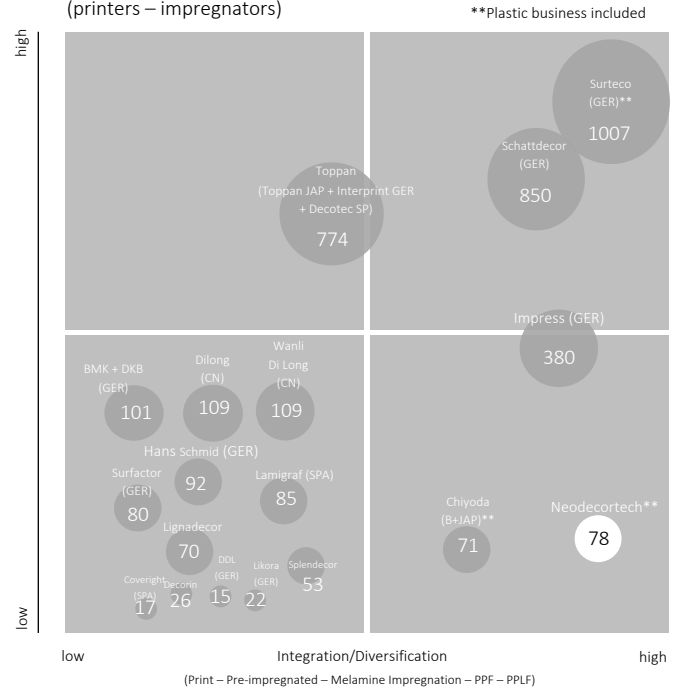 (printers – impregnators)
**Plastic business included
high
Surteco
(GER)**
1007
Schattdecor
(GER)
850
Toppan
(Toppan JAP + Interprint GER
+ Decotec SP)
774
Impress (GER)
380
Wanli
Di Long
(CN)
109
Dilong
(CN)
109
BMK + DKB
(GER)
101
Hans Schmid (GER)
92
Surfactor
(GER)
80
Lamigraf (SPA)
85
Lignadecor
70
Chiyoda
(B+JAP)**
71
Neodecortech**
78
DDL
(GER)
15
Likora
(GER)
22
Splendecor
53
Coveright
(SPA)
17
Decorin
26
low
low
Integration/Diversification
high
(Print – Pre-impregnated – Melamine Impregnation – PPF – PPLF)